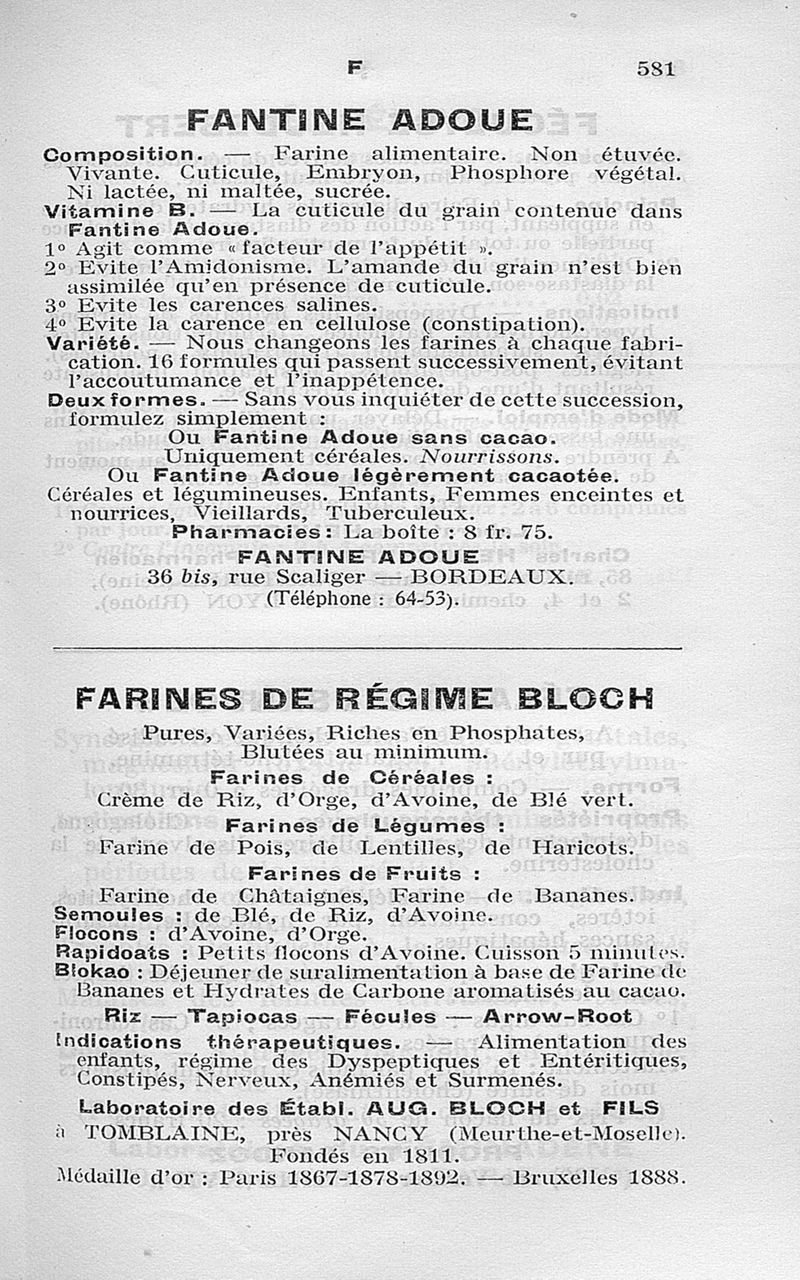 F
581
FANTINE ADOUE
Composition. — Farine alimentaire. Non étuvée.
Vivante. Cuticule, Embryon, Phosphore végétal.
Ni lactée, ni maltée, sucrée.
Vitamine B. — La cuticule du grain contenue dans
Fantine Adoue.
1º Agit comme « facteur de l'appétit ».
2º Evite l'Amidonisme. L'amande du grain n'est bien
assimilée qu'en présence de cuticule.
3º Evite les carences salines.
4º Evite la carence en cellulose (constipation).
Variété. — Nous changeons les farines à chaque fabri-
cation. 16 formules qui passent successivement, évitant
l'accoutumance et l'inappétence.
Deux formes. — Sans vous inquiéter de cette succession,
formulez simplement :
Ou Fantine Adoue sans cacao.
Uniquement céréales. Nourrissons.
Ou Fantine Adoue légèrement cacaotée.
Céréales et légumineuses. Enfants, Femmes enceintes et
nourrices, Vieillards, Tuberculeux.
Pharmacies : La boîte : 8 fr. 75.
FANTINE ADOUE
36 bis, rue Scaliger — BORDEAUX.
(Téléphone : 64-53).
FARINES DE RÉGIME BLOCH
Pures, Variées, Riches en Phosphates,
Blutées au minimum.
Farines de Céréales :
Crème de Riz, d'Orge, d'Avoine, de Blé vert.
Farines de Légumes :
Farine de Pois, de Lentilles, de Haricots.
Farines de Fruits :
Farine de Châtaignes, Farine de Bananes.
Semoules : de Blé, de Riz, d'Avoine.
Flocons : d'Avoine, d'Orge.
Rapidoats : Petits flocons d'Avoine. Cuisson 5 minutes.
Blokao : Déjeuner de suralimentation à base de Farine de
Bananes et Hydrates de Carbone aromatisés au cacao.
Riz — Tapiocas — Fécules — Arrow-Root
Indications thérapeutiques. — Alimentation des
enfants, régime des Dyspeptiques et Entéritiques,
Constipés, Nerveux, Anémiés et Surmenés.
Laboratoire des Établ. AUG. BLOCH et FILS
à TOMBLAINE, près NANCY (Meurthe-et-Moselle).
Fondés en 1811.
Médaille d'or : Paris 1867-1878-1892. — Bruxelles 1888.